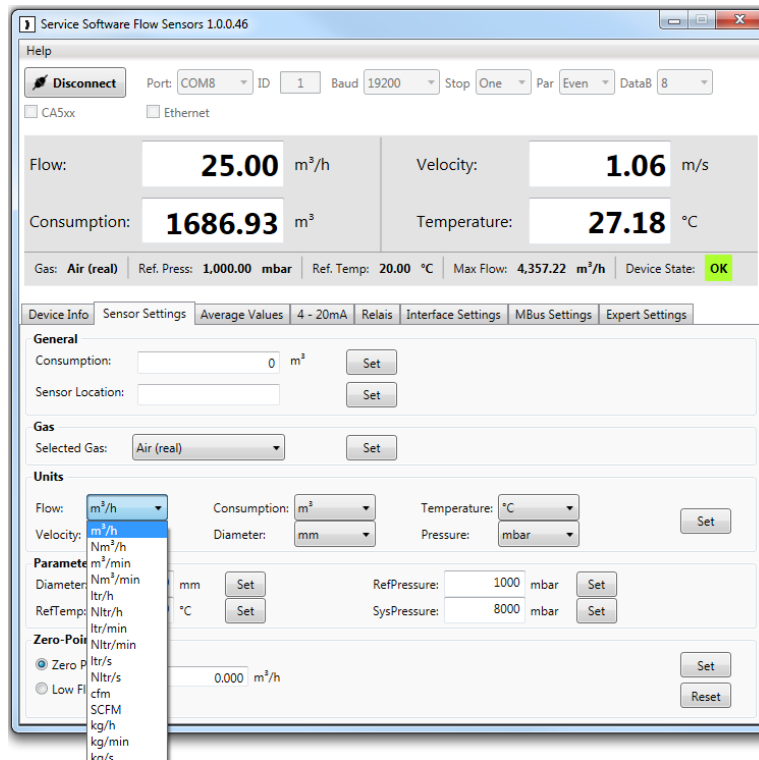 Service Software Flow Sensors 1.0.0.46
Help
Disconnect Port: COM8 ID 1 Baud 19200 Stop One Par Even DataB 8
CA5xx Ethernet
Flow: 25.00 m³/h Velocity: 1.06 m/s
Consumption: 1686.93 m³ Temperature: 27.18 °C
Gas: Air (real) Ref. Press: 1,000.00 mbar Ref. Temp: 20.00 °C Max Flow: 4,357.22 m³/h Device State: OK
Device Info Sensor Settings Average Values 4 - 20mA Relais Interface Settings MBus Settings Expert Settings
General
Consumption: 0 m³ Set
Sensor Location: Set
Gas
Selected Gas: Air (real) Set
Units
Flow: m³/h Consumption: m³ Temperature: °C
Velocity: Diameter: mm Pressure: mbar Set
m³/h
Nm³/h
m³/min
Nm³/min
ltr/h
Nltr/h
ltr/min
Nltr/min
ltr/s
Nltr/s
cfm
SCFM
kg/h
kg/min
kg/s
Diameter: mm Set RefPressure: 1000 mbar Set
RefTemp: °C Set SysPressure: 8000 mbar Set
0.000 m³/h Set
Reset